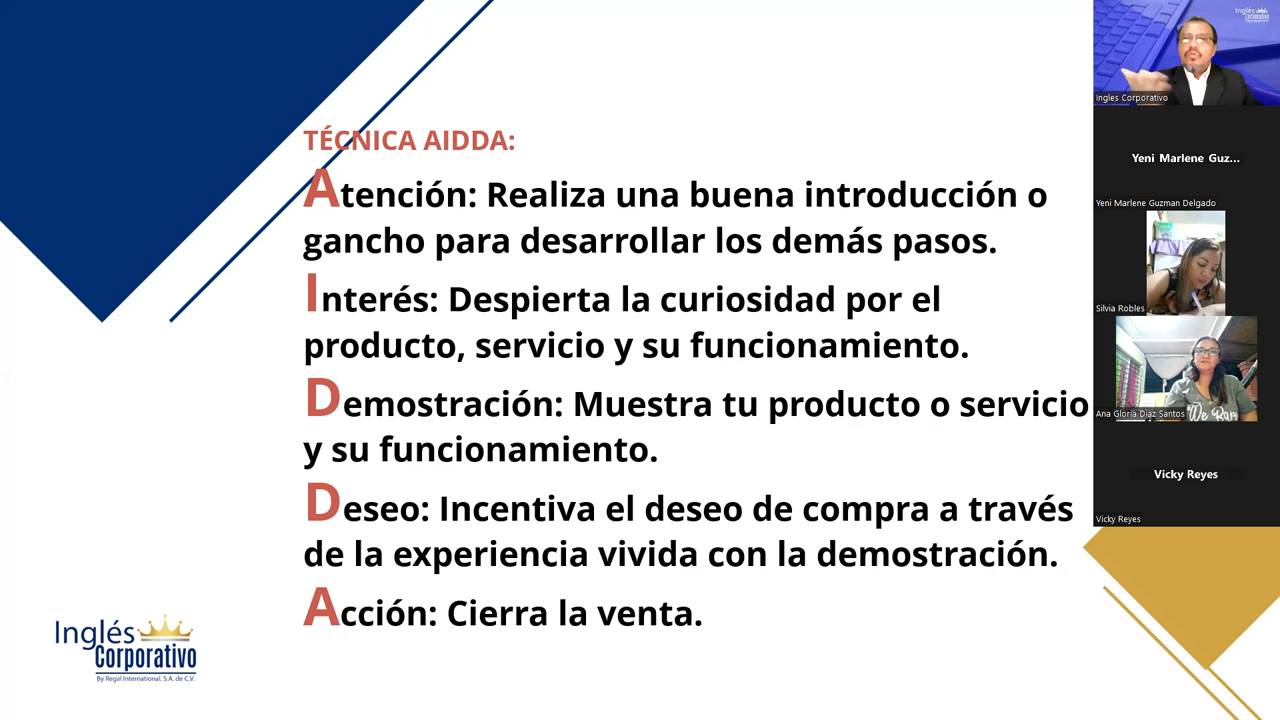 TÉCNICA AIDDA:
Atención: Realiza una buena introducción o
gancho para desarrollar los demás pasos.
Interés: Despierta la curiosidad por el
producto, servicio y su funcionamiento.
Demostración: Muestra tu producto o servicio
y su funcionamiento.
Deseo: Incentiva el deseo de compra a través
de la experiencia vivida con la demostración.
Acción: Cierra la venta.
Inglés
Corporativo
By Regal International, S.A. de C.V.
Inglés
Corporativo
Ingles Corporativo
Yeni Marlene Guz...
Yeni Marlene Guzman Delgado
Silvia Robles
Ana Gloria Diaz Santos
Vicky Reyes
Vicky Reyes